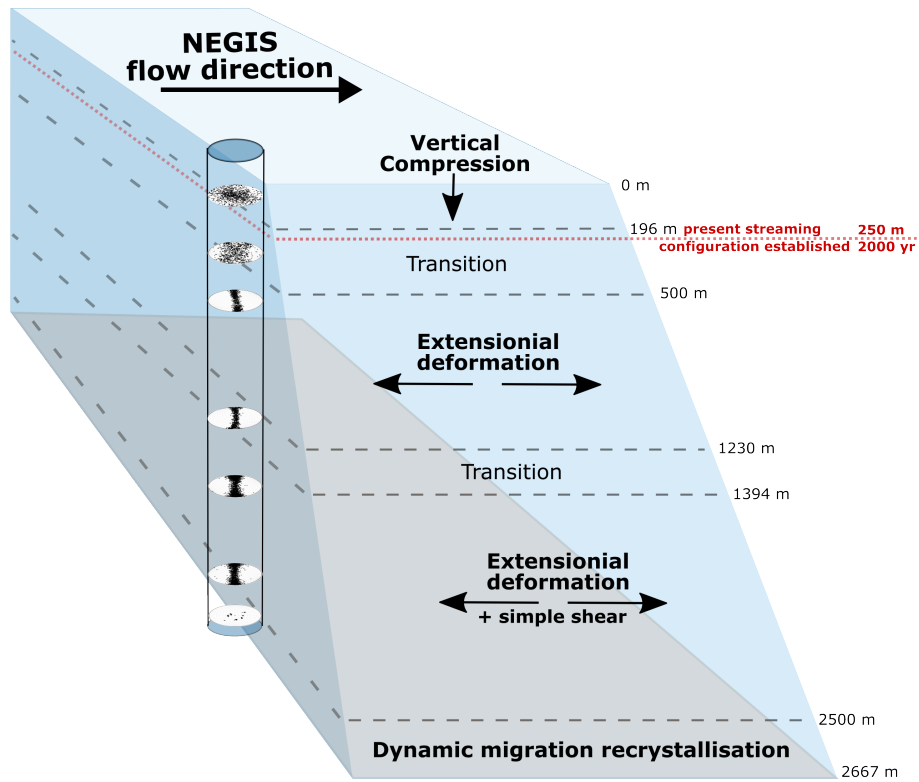 NEGIS
flow direction
Vertical
Compression
0 m
196 m
present streaming 250 m
configuration established 2000 yr
Transition
500 m
Extensionial
deformation
1230 m
Transition
1394 m
Extensionial
deformation
+ simple shear
2500 m
Dynamic migration recrystallisation
2667 m